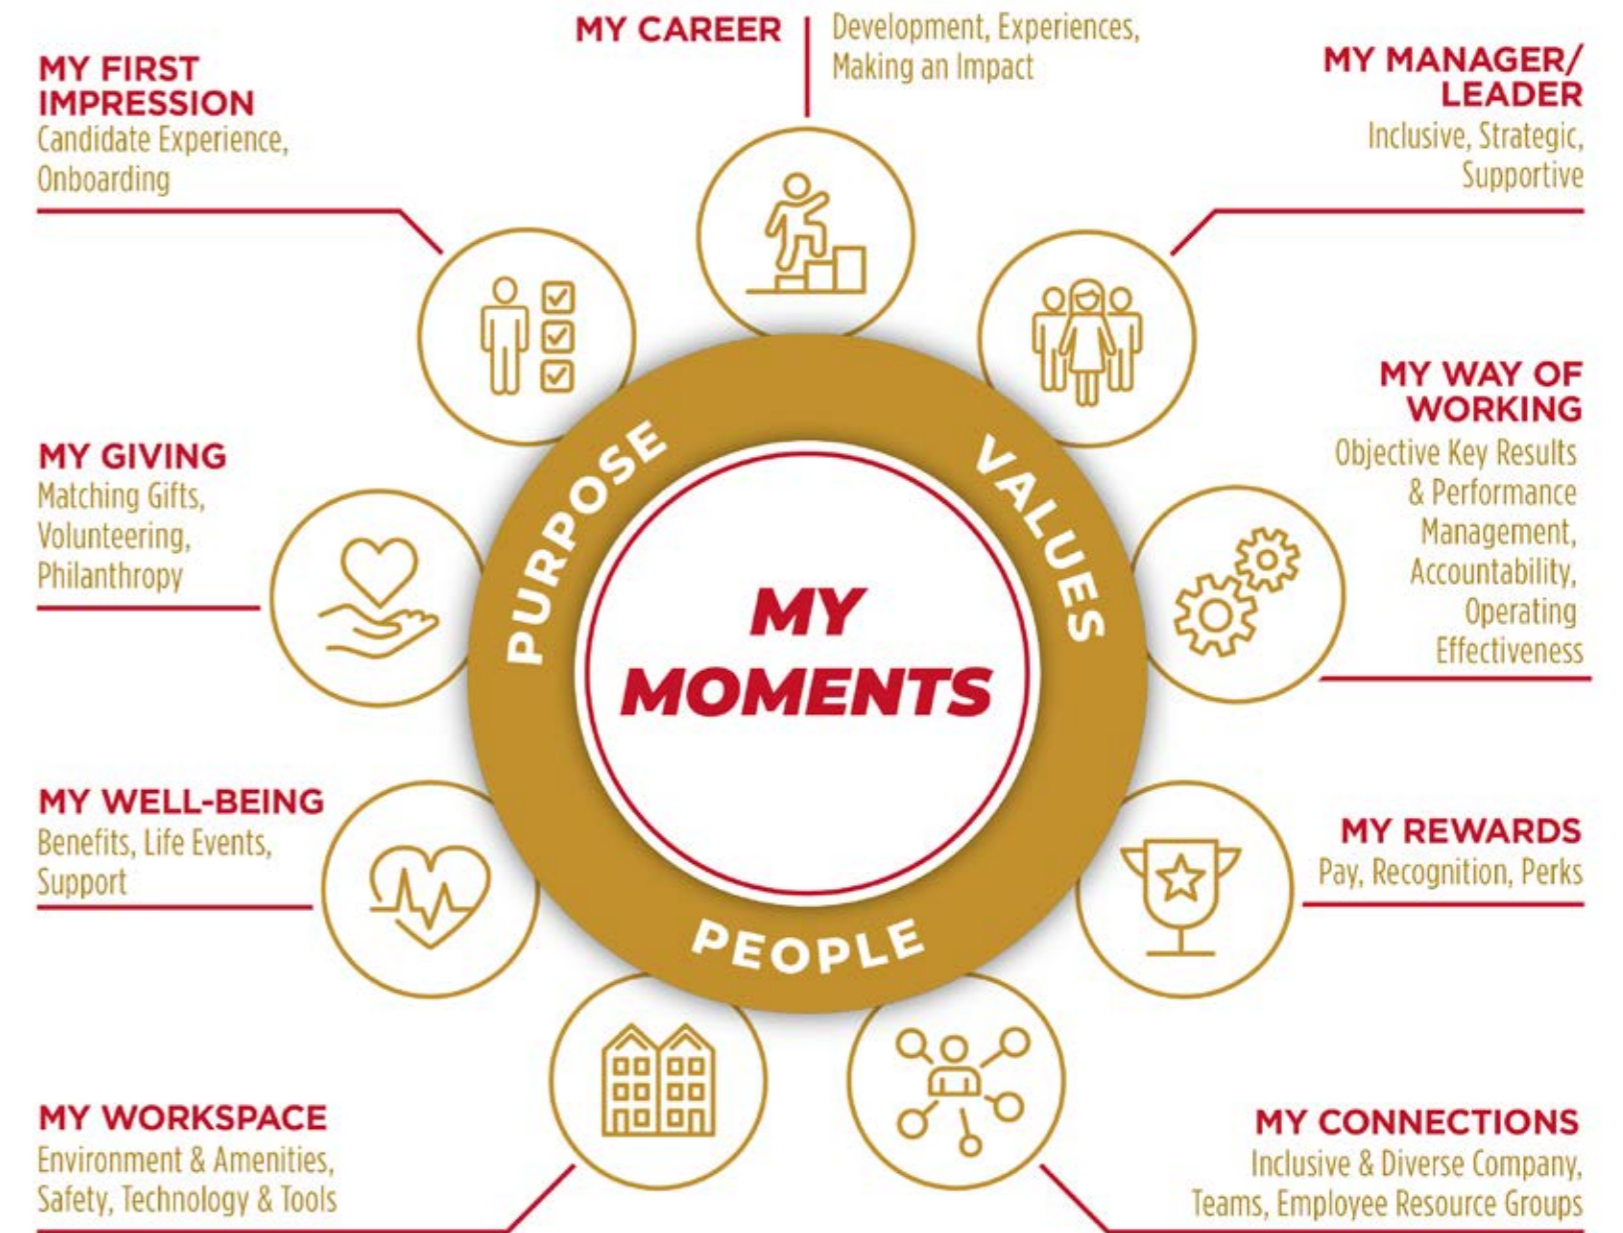 MY CAREER
Development, Experiences,
Making an Impact
MY FIRST
IMPRESSION
Candidate Experience,
Onboarding
MY MANAGER/
LEADER
Inclusive, Strategic,
Supportive
MY GIVING
Matching Gifts,
Volunteering,
Philanthropy
MY WAY OF
WORKING
Objective Key Results
& Performance
Management,
Accountability,
Operating
Effectiveness
PURPOSE
VALUES
PEOPLE
MY
MOMENTS
MY WELL-BEING
Benefits, Life Events,
Support
MY REWARDS
Pay, Recognition, Perks
MY WORKSPACE
Environment & Amenities,
Safety, Technology & Tools
MY CONNECTIONS
Inclusive & Diverse Company,
Teams, Employee Resource Groups